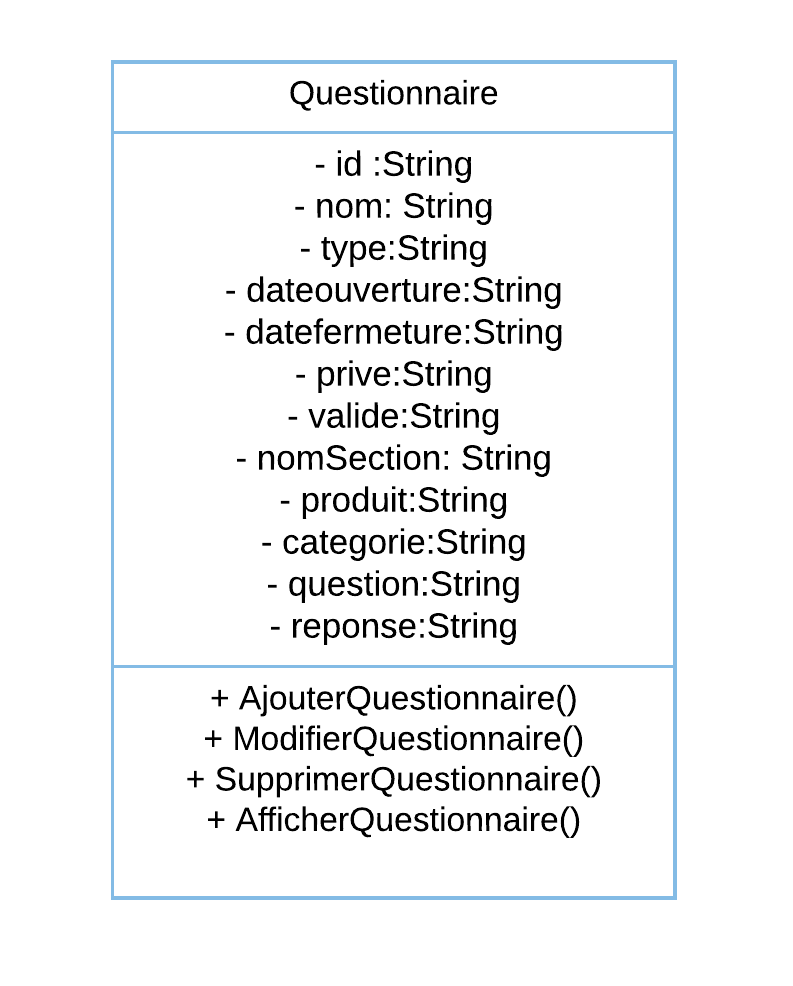 Questionnaire
- id :String
- nom: String
- type:String
- dateouverture:String
- datefermeture:String
- prive:String
- valide:String
- nomSection: String
- produit:String
- categorie:String
- question:String
- reponse:String
+ AjouterQuestionnaire()
+ ModifierQuestionnaire()
+ SupprimerQuestionnaire()
+ AfficherQuestionnaire()